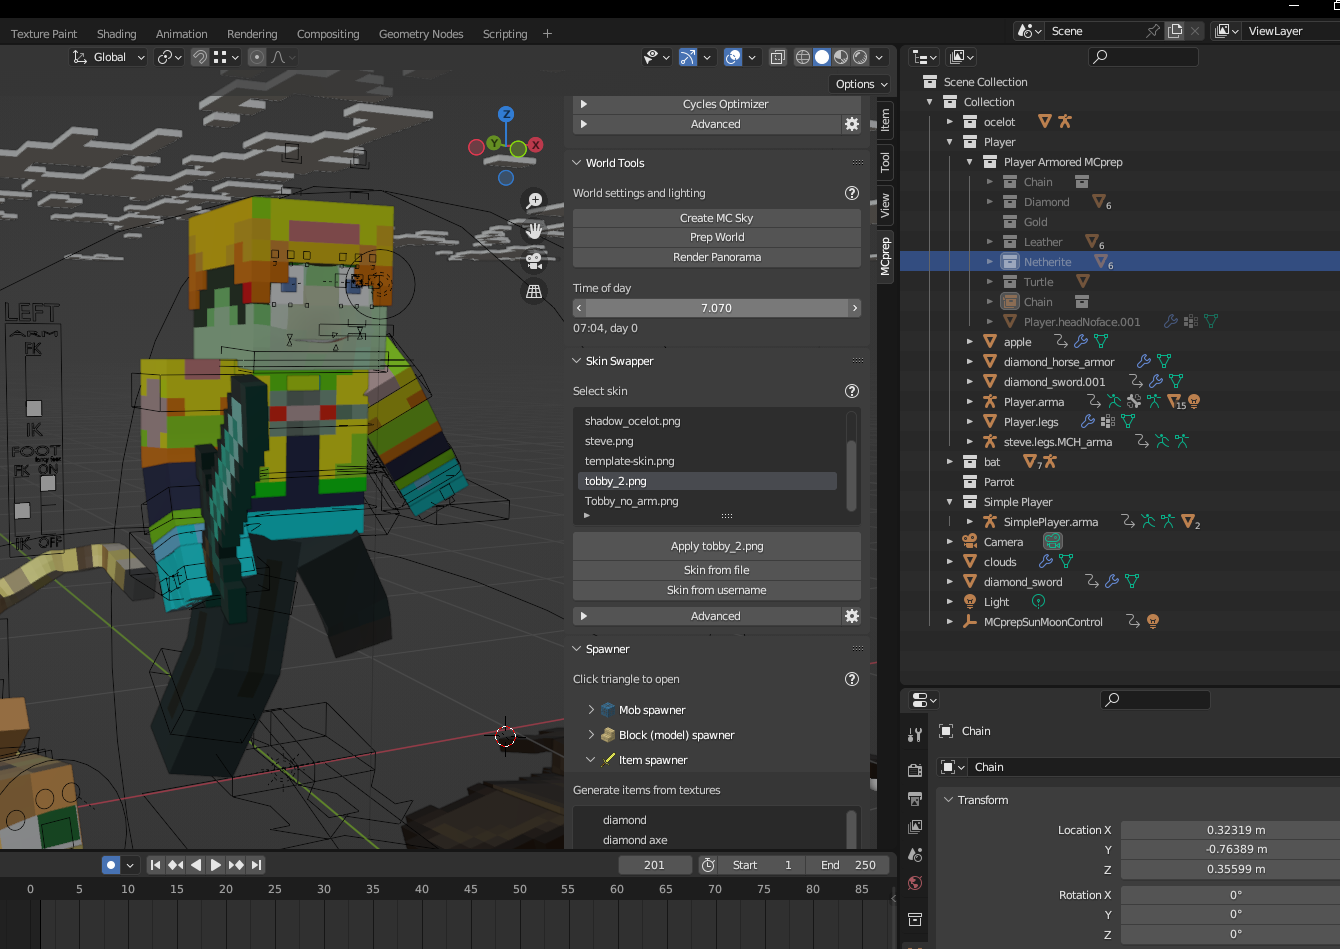 Texture Paint Shading Animation Rendering Compositing Geometry Nodes Scripting +
Scene
ViewLayer
Global
Options
Z
Y
X
Item
Tool
View
MCprep
Cycles Optimizer
Advanced
World Tools
World settings and lighting
Create MC Sky
Prep World
Render Panorama
Time of day
7.070
07:04, day 0
Skin Swapper
Select skin
shadow_ocelot.png
steve.png
template-skin.png
tobby_2.png
Tobby_no_arm.png
Apply tobby_2.png
Skin from file
Skin from username
Advanced
Spawner
Click triangle to open
Mob spawner
Block (model) spawner
Item spawner
Generate items from textures
diamond
diamond axe
LEFT
ARM
FK
IK
FOOT
FK ON
IK OFF
Scene Collection
Collection
ocelot
Player
Player Armored MCprep
Chain
Diamond 6
Gold
Leather 6
Netherite 6
Turtle
Chain
Player.headNoface.001
apple
diamond_horse_armor
diamond_sword.001
Player.arma 15
Player.legs
steve.legs.MCH_arma
bat 7
Parrot
Simple Player
SimplePlayer.arma 2
Camera
clouds
diamond_sword
Light
MCprepSunMoonControl
Chain
Chain
Transform
Location X 0.32319 m
Y -0.76389 m
Z 0.35599 m
Rotation X 0°
Y 0°
Z 0°
201 Start 1 End 250
0 5 10 15 20 25 30 35 40 45 50 55 60 65 70 75 80 85